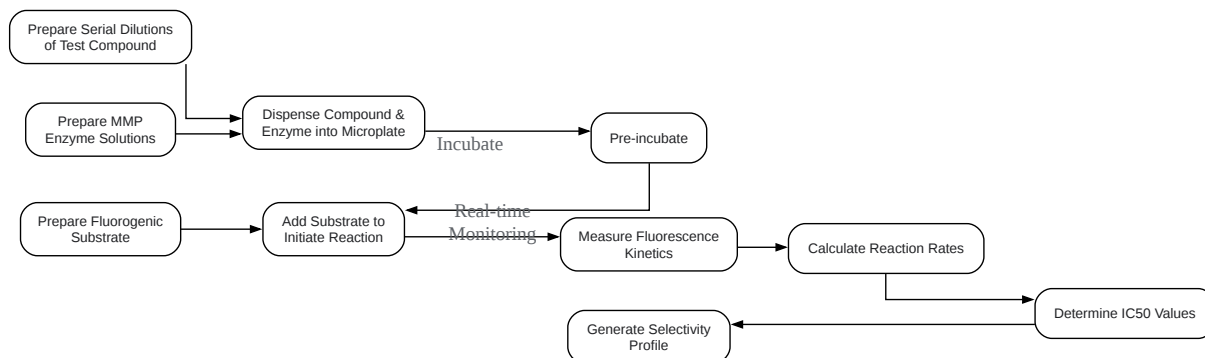 Prepare Serial Dilutions
of Test Compound
Prepare MMP
Enzyme Solutions
Dispense Compound &
Enzyme into Microplate
Incubate
Pre-incubate
Prepare Fluorogenic
Substrate
Add Substrate to
Initiate Reaction
Real-time
Monitoring
Measure Fluorescence
Kinetics
Calculate Reaction Rates
Determine IC50 Values
Generate Selectivity
Profile